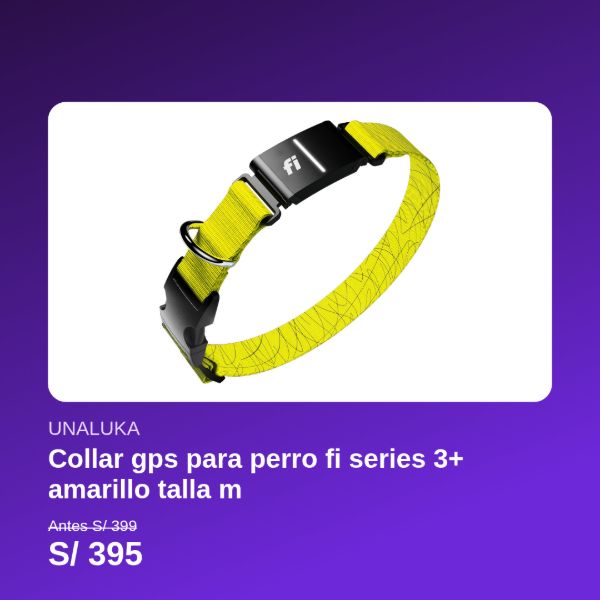 fi
UNALUKA
Collar gps para perro fi series 3+
amarillo talla m
Antes S/ 399
S/ 395